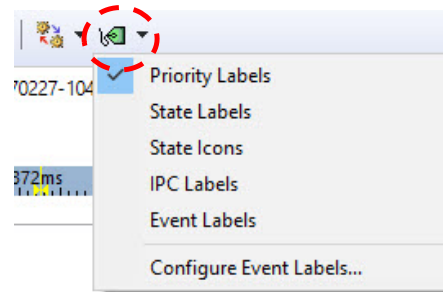 70227-104
372ms
Priority Labels
State Labels
State Icons
IPC Labels
Event Labels
Configure Event Labels...